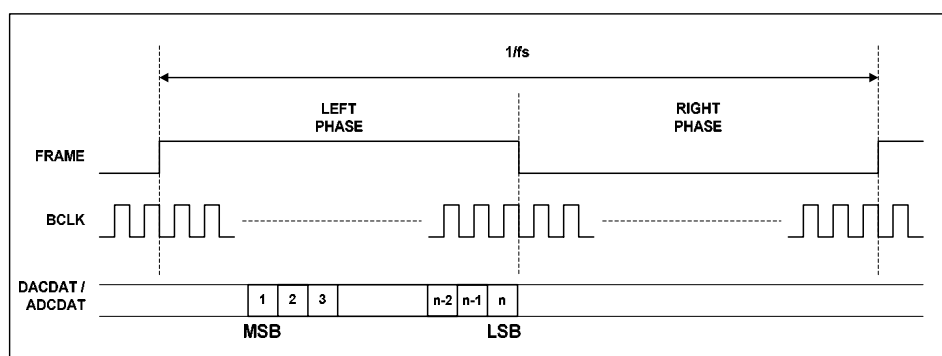 1/fs
LEFT
PHASE
RIGHT
PHASE
FRAME
BCLK
DACDAT /
ADCDAT
1 2 3 n-2 n-1 n
MSB LSB